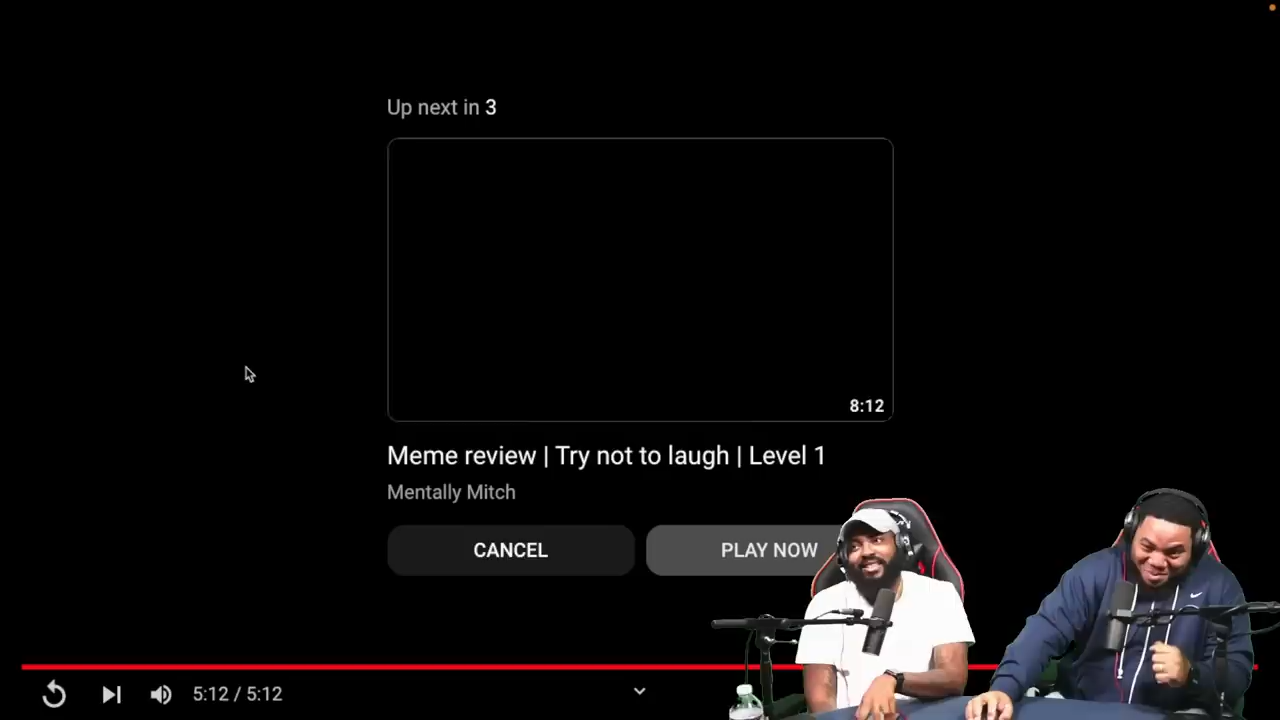 Up next in 3
8:12
Meme review | Try not to laugh | Level 1
Mentally Mitch
CANCEL
PLAY NOW
5:12 / 5:12